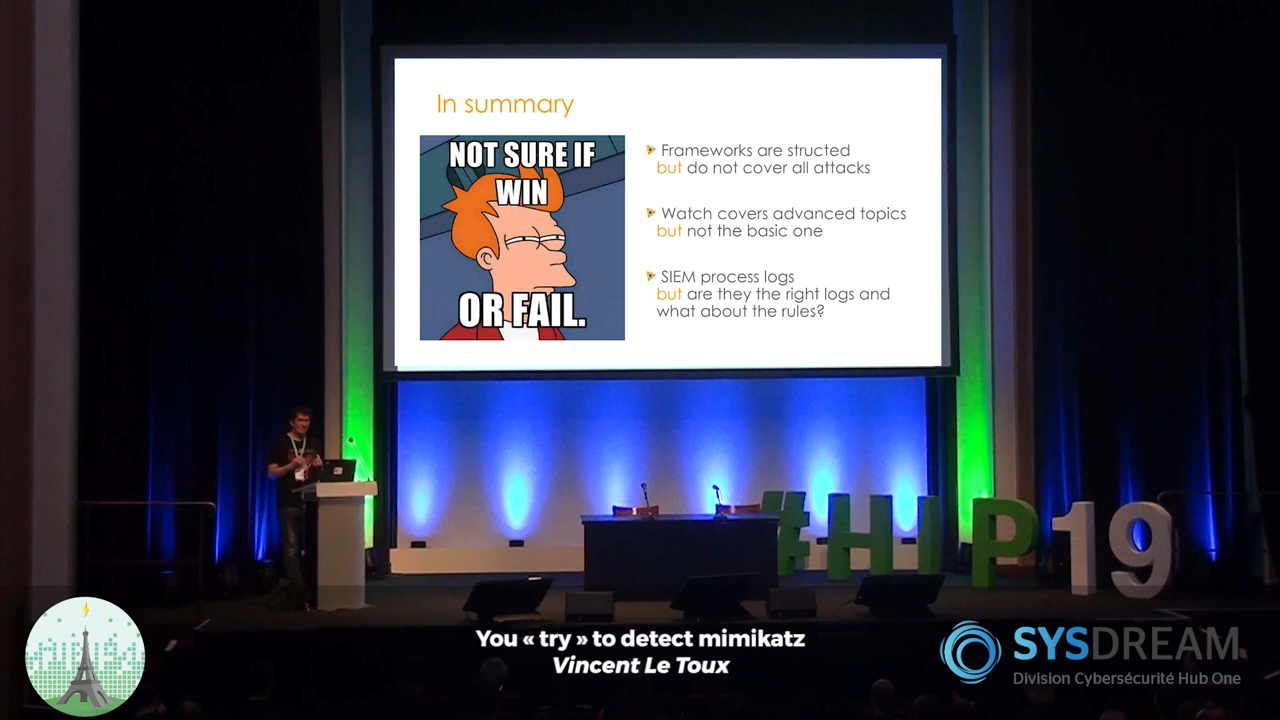 In summary
NOT SURE IF
WIN
OR FAIL.
Frameworks are structed
but do not cover all attacks
Watch covers advanced topics
but not the basic one
SIEM process logs
but are they the right logs and
what about the rules?
#HIP19
You « try » to detect mimikatz
Vincent Le Toux
SYSDREAM
Division Cybersécurité Hub One